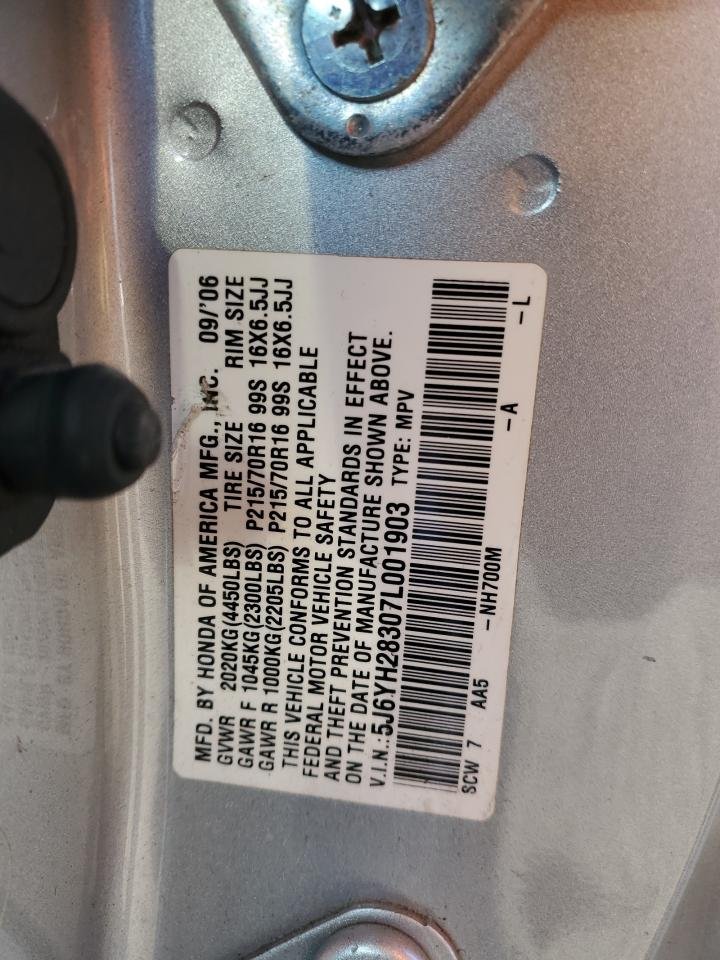 MFD. BY HONDA OF AMERICA MFG., INC. 09/'06
GVWR 2020KG(4450LBS) TIRE SIZE RIM SIZE
GAWR F 1045KG(2300LBS) P215/70R16 99S 16X6.5JJ
GAWR R 1000KG(2205LBS) P215/70R16 99S 16X6.5JJ
THIS VEHICLE CONFORMS TO ALL APPLICABLE
FEDERAL MOTOR VEHICLE SAFETY
AND THEFT PREVENTION STANDARDS IN EFFECT
ON THE DATE OF MANUFACTURE SHOWN ABOVE.
V.I.N.:5J6YH28307L001903 TYPE: MPV
SCW 7 AA5 -NH700M -A -L